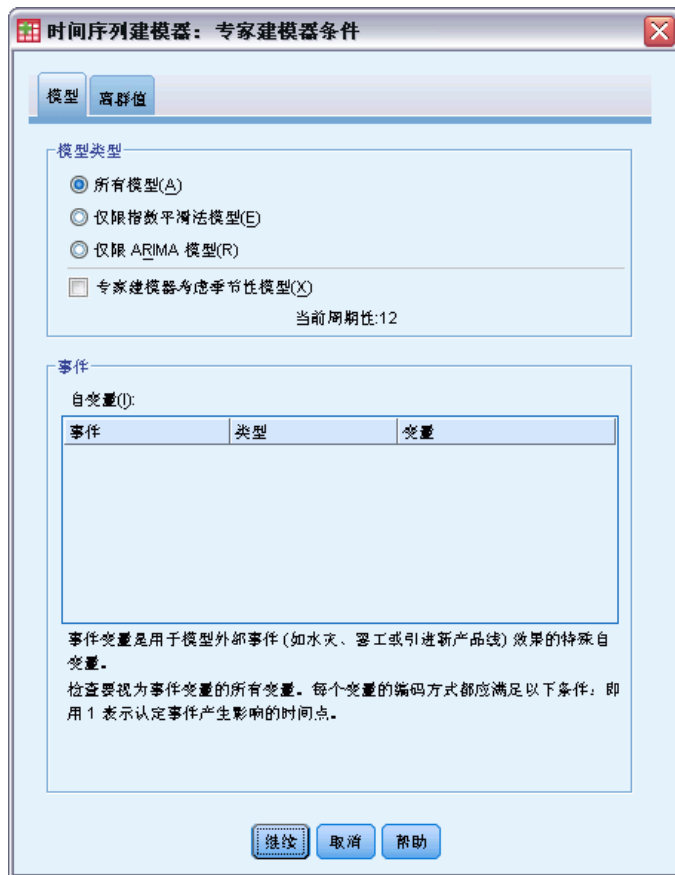 时间序列建模器：专家建模器条件
模型 离群值
模型类型
所有模型(A)
仅限指数平滑法模型(E)
仅限 ARIMA 模型(R)
专家建模器考虑季节性模型(X)
当前周期性:12
事件
自变量(I):
事件 类型 变量
事件变量是用于模型外部事件 (如水灾、罢工或引进新产品线) 效果的特殊自
变量。
检查要视为事件变量的所有变量。每个变量的编码方式都应满足以下条件：即
用 1 表示认定事件产生影响的时间点。
继续 取消 帮助